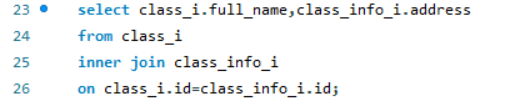 23 select class_i.full_name,class_info_i.address
24 from class_i
25 inner join class_info_i
26 on class_i.id=class_info_i.id;